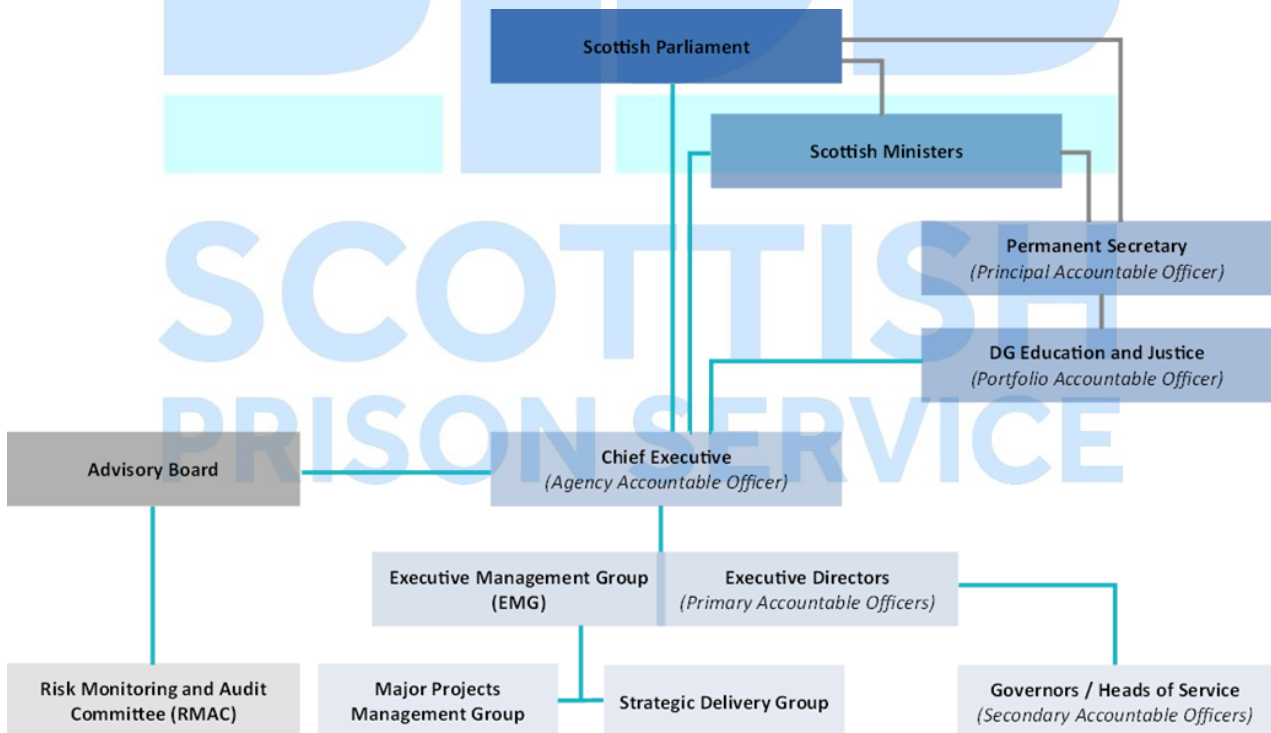 Scottish Parliament
Scottish Ministers
Permanent Secretary
(Principal Accountable Officer)
DG Education and Justice
(Portfolio Accountable Officer)
SCOTTISH
PRISON SERVICE
Advisory Board
Chief Executive
(Agency Accountable Officer)
Executive Management Group
(EMG)
Executive Directors
(Primary Accountable Officers)
Risk Monitoring and Audit
Committee (RMAC)
Major Projects
Management Group
Strategic Delivery Group
Governors / Heads of Service
(Secondary Accountable Officers)